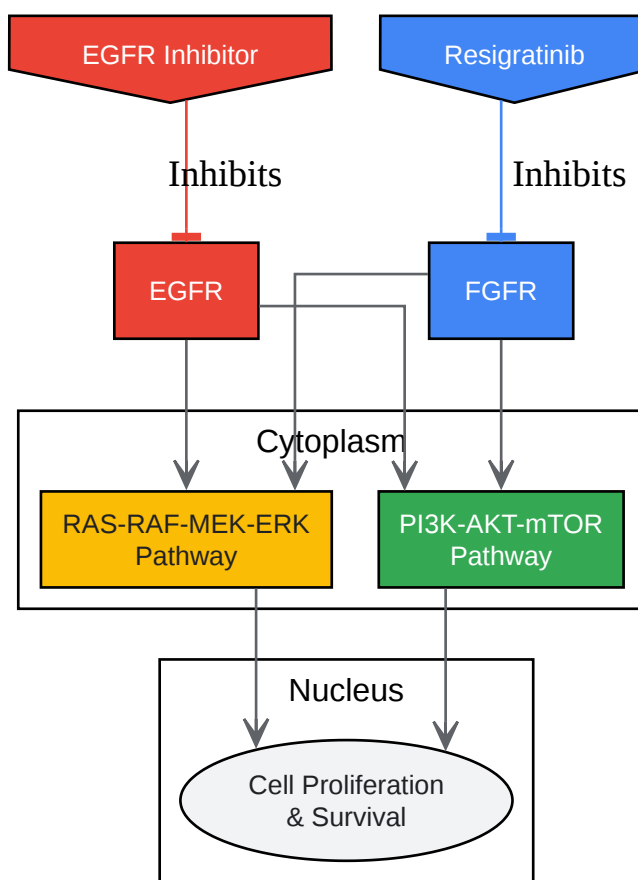 EGFR Inhibitor
Resigratinib
Inhibits
Inhibits
EGFR
FGFR
Cytoplasm
RAS-RAF-MEK-ERK
Pathway
PI3K-AKT-mTOR
Pathway
Nucleus
Cell Proliferation
& Survival